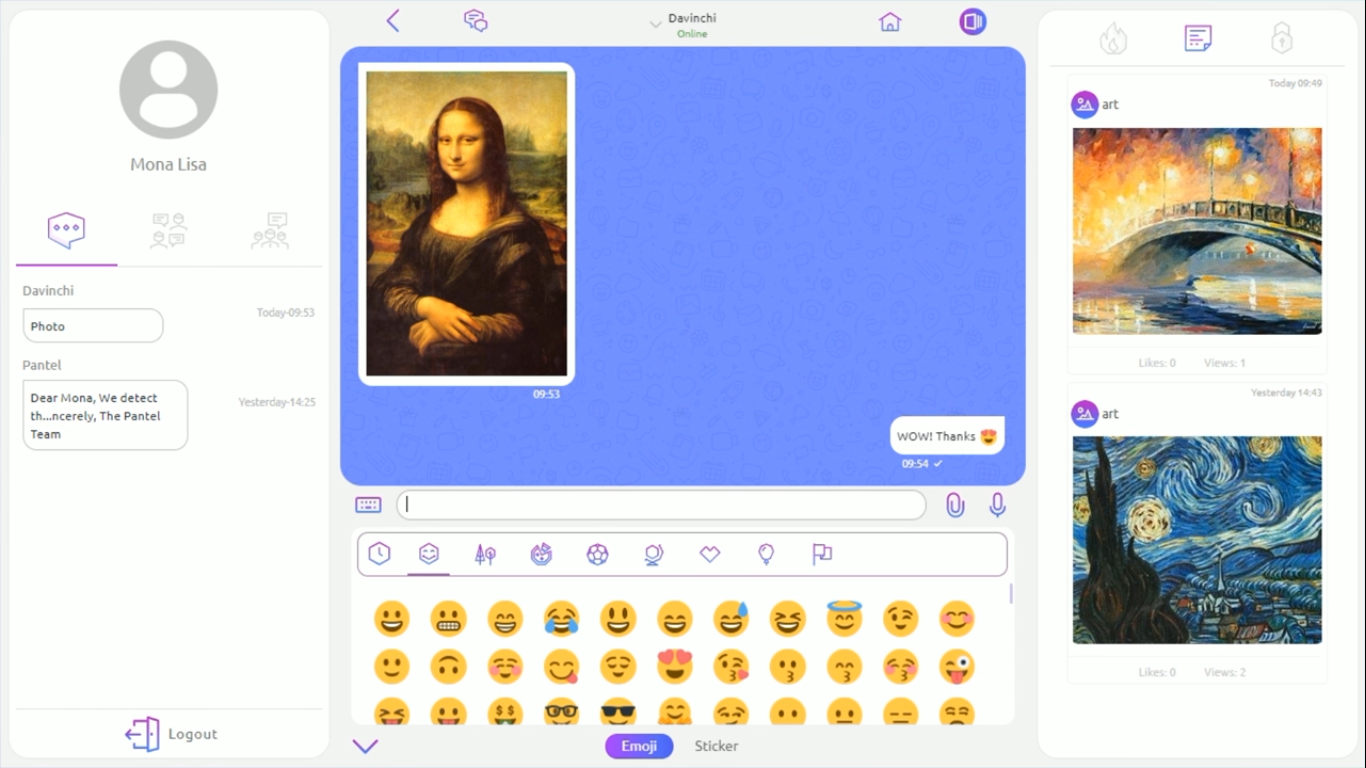 Mona Lisa
Davinchi
Today-09:53
Photo
Pantel
Dear Mona, We detect
th...ncerely, The Pantel
Team
Yesterday-14:25
Logout
Davinchi
Online
09:53
WOW! Thanks 😍
09:54
Emoji
Sticker
Today 09:49
art
Likes: 0 Views: 1
Yesterday 14:43
art
Likes: 0 Views: 2